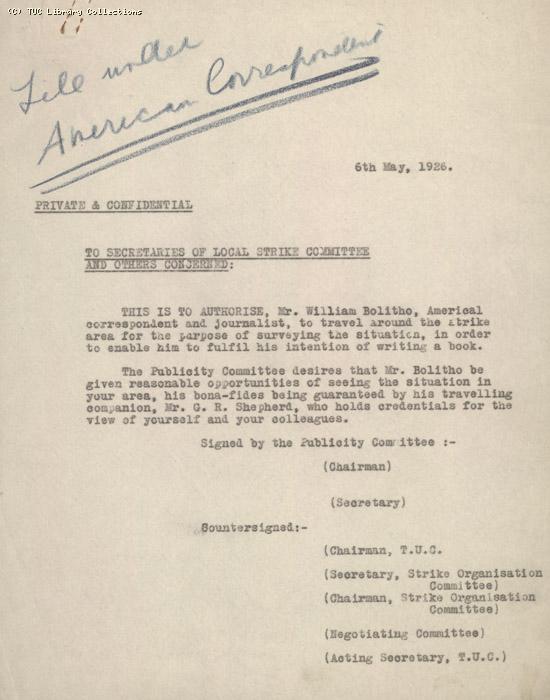 (C) TUC Library Collections
File under
American Correspondent
6th May, 1926.
PRIVATE & CONFIDENTIAL
TO SECRETARIES OF LOCAL STRIKE COMMITTEE
AND OTHERS CONCERNED:
THIS IS TO AUTHORISE, Mr. William Bolitho, Americal
correspondent and journalist, to travel around the strike
area for the purpose of surveying the situation, in order
to enable him to fulfil his intention of writing a book.
The Publicity Committee desires that Mr. Bolitho be
given reasonable opportunities of seeing the situation in
your area, his bona-fides being guaranteed by his travelling
companion, Mr. G. R. Shepherd, who holds credentials for the
view of yourself and your colleagues.
Signed by the Publicity Committee :-
(Chairman)
(Secretary)
Countersigned:-
(Chairman, T.U.C.
(Secretary, Strike Organisation
Committee)
(Chairman, Strike Organisation
Committee)
(Negotiating Committee)
(Acting Secretary, T.U.C.)